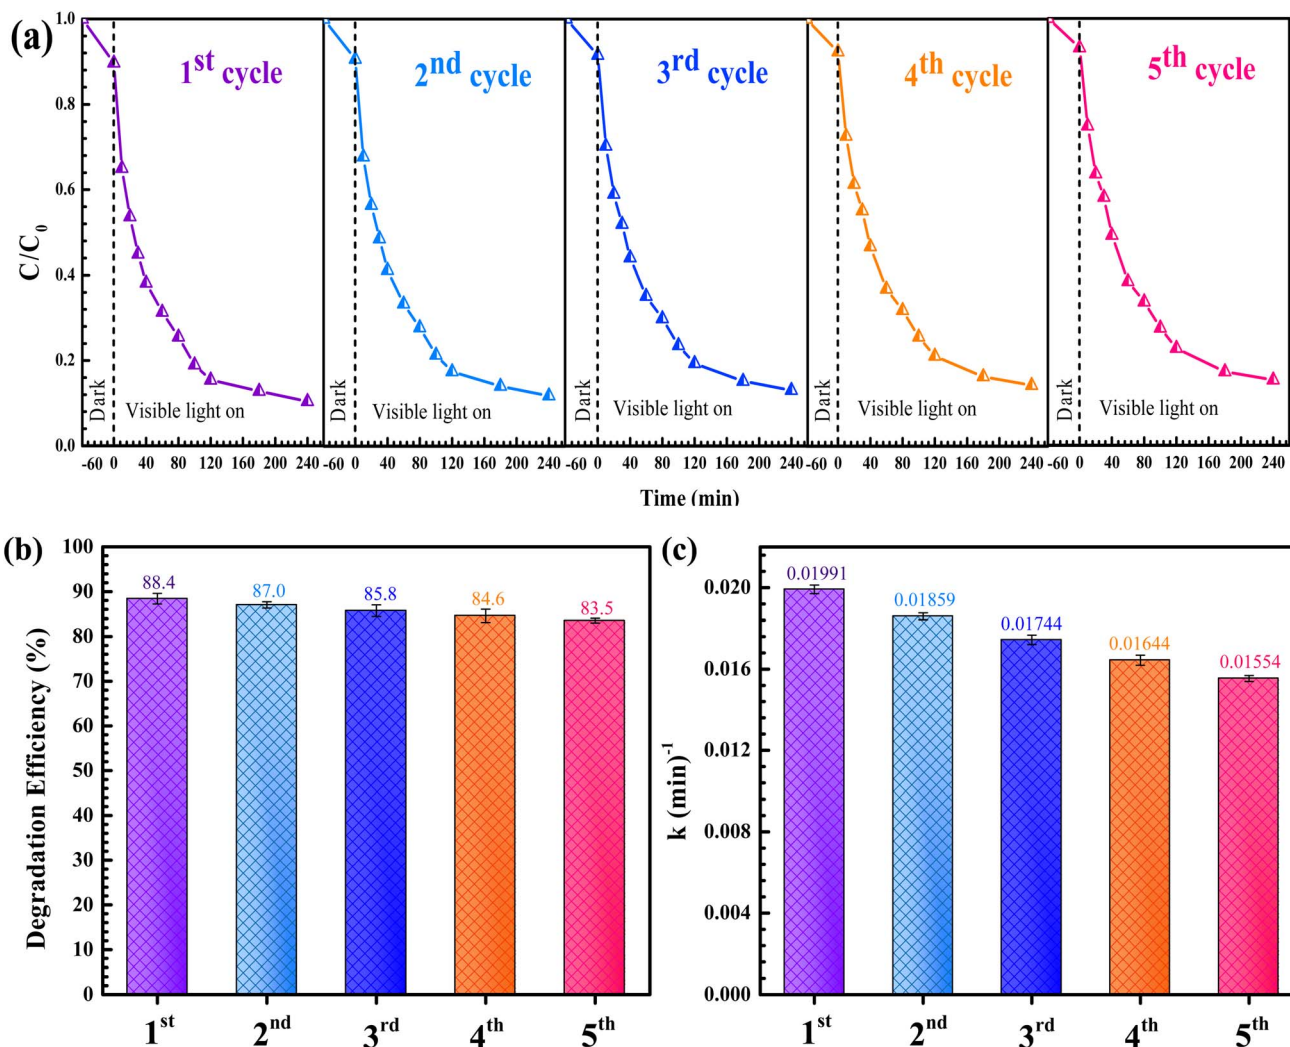 (a)
1st cycle 2nd cycle 3rd cycle 4th cycle 5th cycle
1.0
0.8
0.6
0.4
0.2
0.0
C/C0
Dark Visible light on Dark Visible light on Dark Visible light on Dark Visible light on Dark Visible light on
-60 0 40 80 120 160 200 240 -60 0 40 80 120 160 200 240 -60 0 40 80 120 160 200 240 -60 0 40 80 120 160 200 240 -60 0 40 80 120 160 200 240
Time (min)
(b)
100
90
80
70
60
50
40
30
20
10
0
Degradation Efficiency (%)
88.4 87.0 85.8 84.6 83.5
1st 2nd 3rd 4th 5th
(c)
0.020
0.016
0.012
0.008
0.004
0.000
k (min)-1
0.01991 0.01859 0.01744 0.01644 0.01554
1st 2nd 3rd 4th 5th